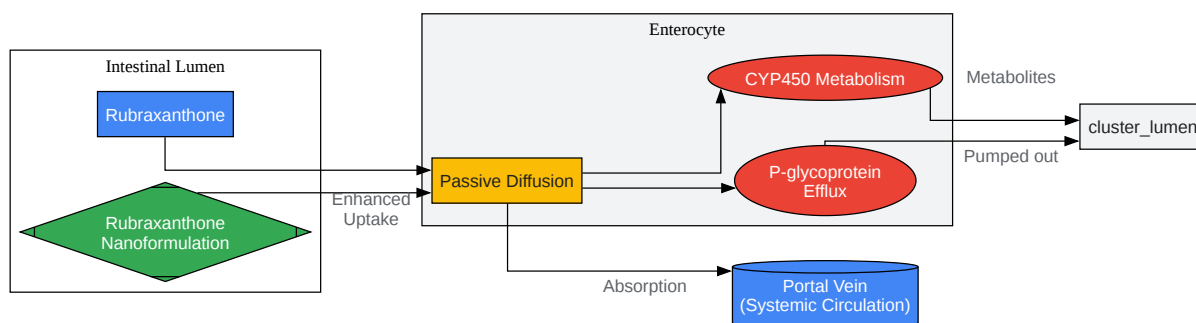 Intestinal Lumen
Rubraxanthone
Rubraxanthone
Nanoformulation
Enhanced
Uptake
Enterocyte
Passive Diffusion
CYP450 Metabolism
P-glycoprotein
Efflux
Metabolites
Pumped out
cluster_lumen
Absorption
Portal Vein
(Systemic Circulation)